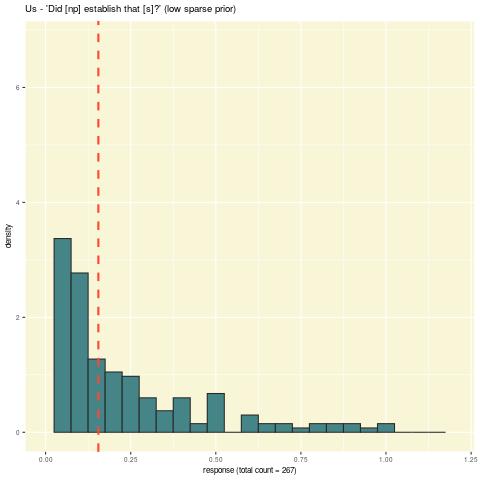 Us - 'Did [np] establish that [s]?' (low sparse prior)
6
4
2
0
density
0.00 0.25 0.50 0.75 1.00 1.25
response (total count = 267)